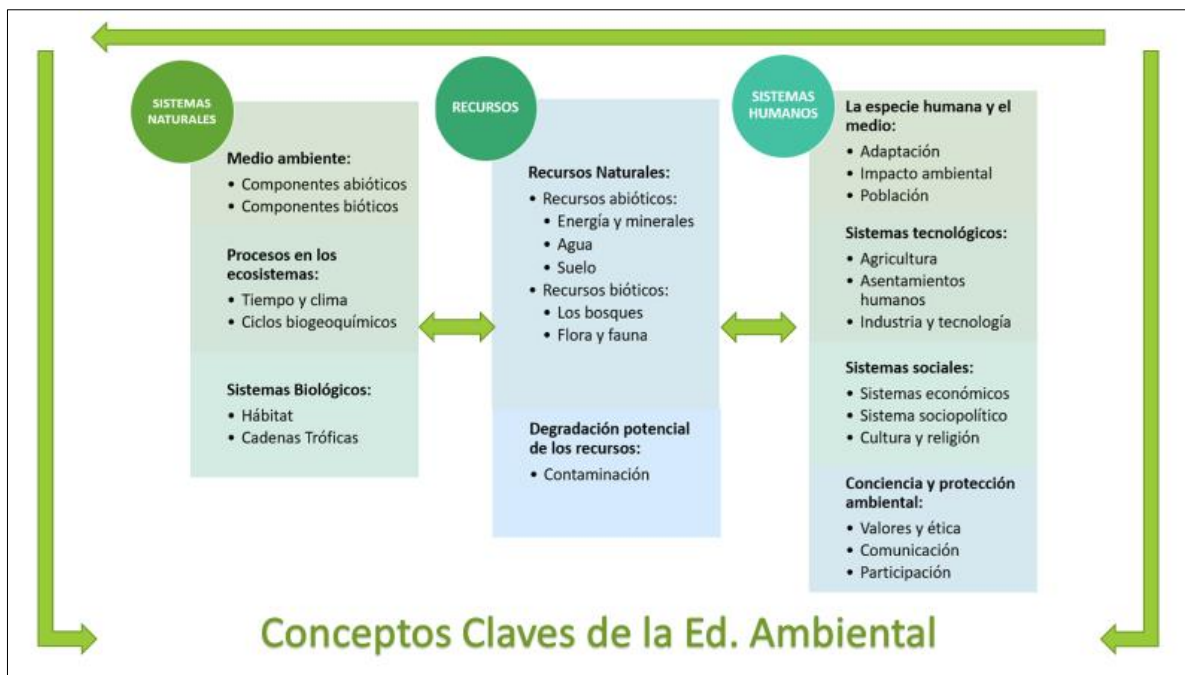 SISTEMAS
NATURALES
Medio ambiente:
• Componentes abióticos
• Componentes bióticos
Procesos en los
ecosistemas:
• Tiempo y clima
• Ciclos biogeoquímicos
Sistemas Biológicos:
• Hábitat
• Cadenas Tróficas
RECURSOS
Recursos Naturales:
• Recursos abióticos:
• Energía y minerales
• Agua
• Suelo
• Recursos bióticos:
• Los bosques
• Flora y fauna
Degradación potencial
de los recursos:
• Contaminación
SISTEMAS
HUMANOS
La especie humana y el
medio:
• Adaptación
• Impacto ambiental
• Población
Sistemas tecnológicos:
• Agricultura
• Asentamientos
humanos
• Industria y tecnología
Sistemas sociales:
• Sistemas económicos
• Sistema sociopolítico
• Cultura y religión
Conciencia y protección
ambiental:
• Valores y ética
• Comunicación
• Participación
Conceptos Claves de la Ed. Ambiental